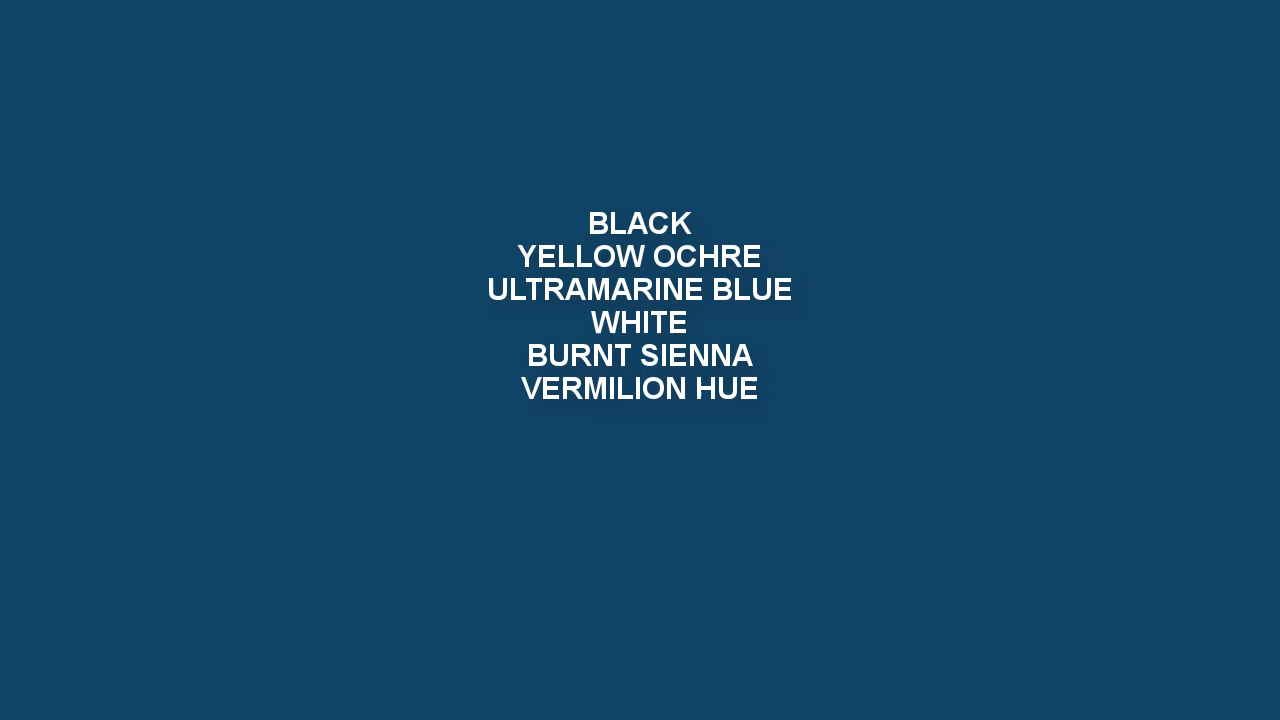 BLACK
YELLOW OCHRE
ULTRAMARINE BLUE
WHITE
BURNT SIENNA
VERMILION HUE